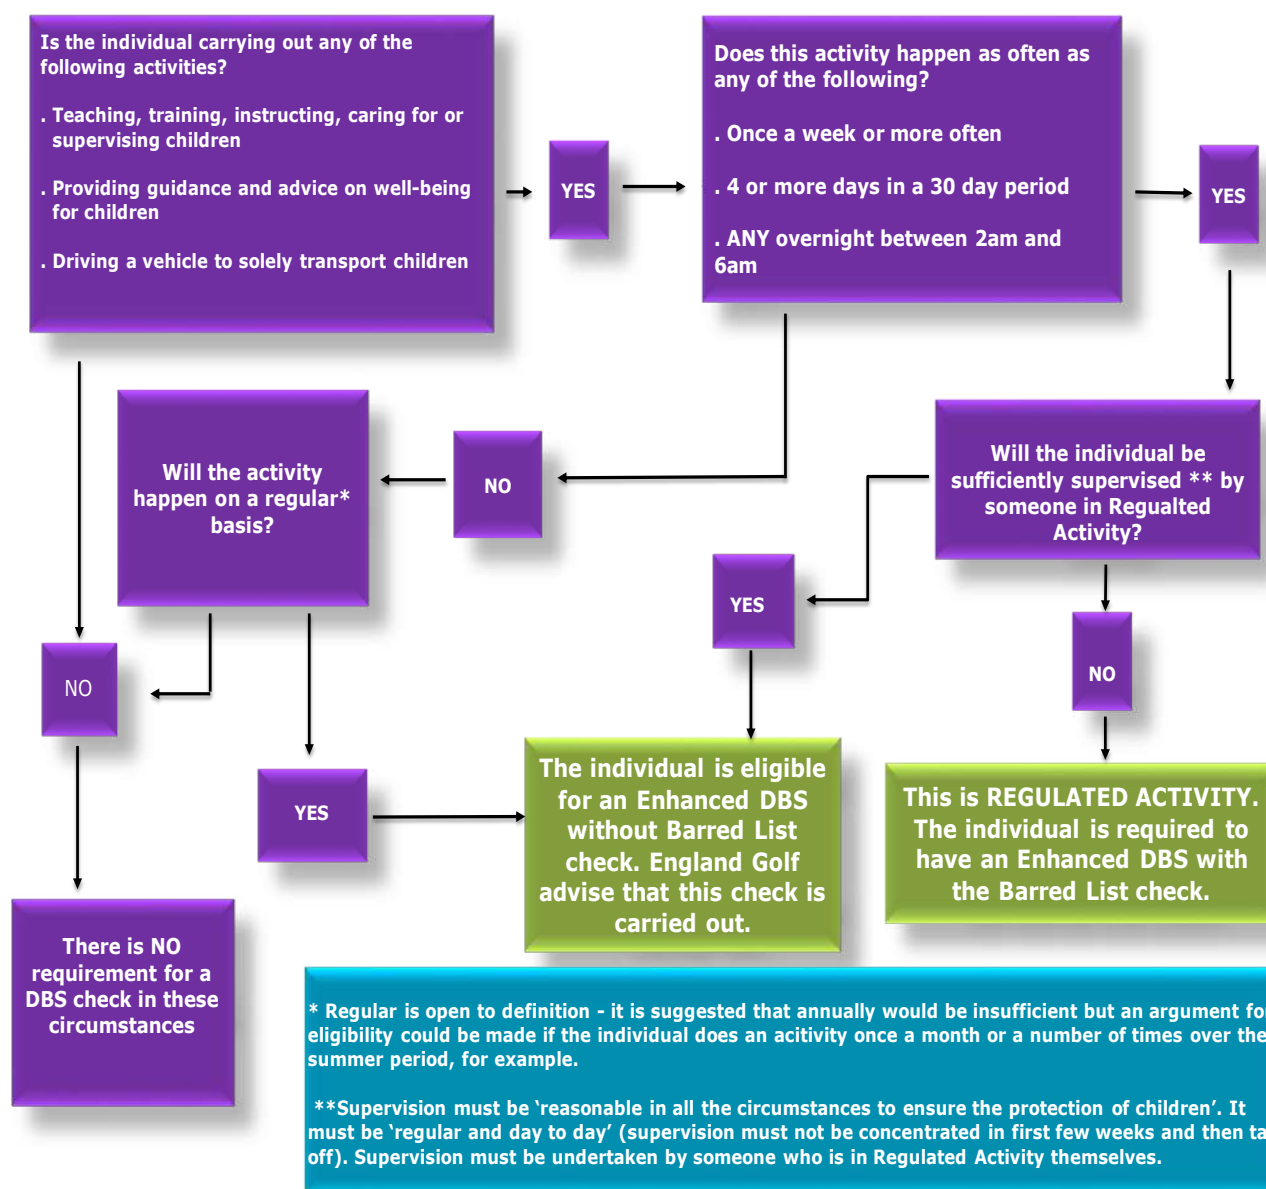 Is the individual carrying out any of the
following activities?
. Teaching, training, instructing, caring for or
supervising children
. Providing guidance and advice on well-being
for children
. Driving a vehicle to solely transport children
YES
Does this activity happen as often as
any of the following?
. Once a week or more often
. 4 or more days in a 30 day period
. ANY overnight between 2am and
6am
YES
Will the activity
happen on a regular*
basis?
NO
Will the individual be
sufficiently supervised ** by
someone in Regualted
Activity?
YES
NO
NO
YES
The individual is eligible
for an Enhanced DBS
without Barred List
check. England Golf
advise that this check is
carried out.
This is REGULATED ACTIVITY.
The individual is required to
have an Enhanced DBS with
the Barred List check.
There is NO
requirement for a
DBS check in these
circumstances
* Regular is open to definition - it is suggested that annually would be insufficient but an argument for
eligibility could be made if the individual does an acitivity once a month or a number of times over the
summer period, for example.
**Supervision must be ‘reasonable in all the circumstances to ensure the protection of children’. It
must be ‘regular and day to day’ (supervision must not be concentrated in first few weeks and then
off). Supervision must be undertaken by someone who is in Regulated Activity themselves.